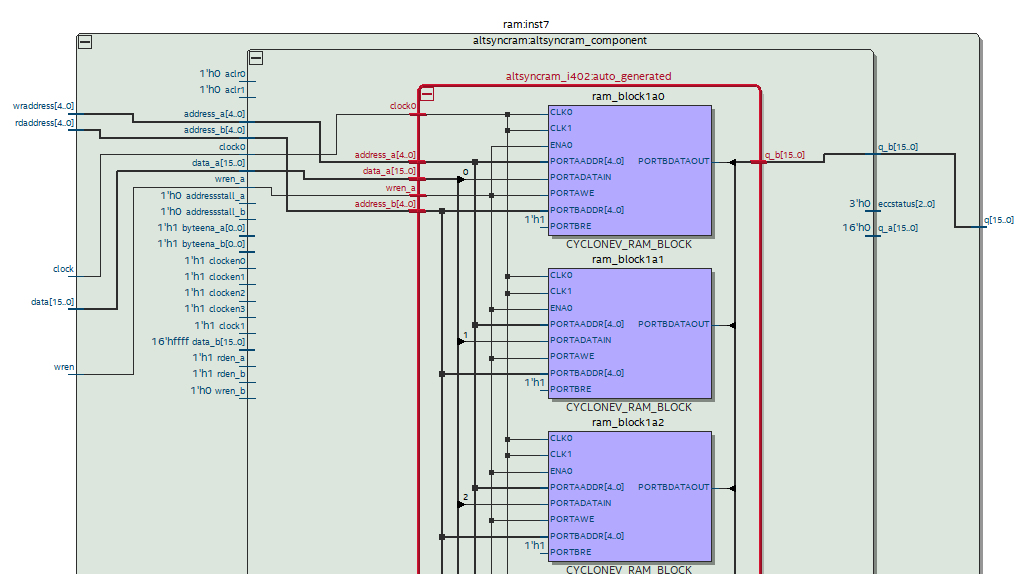 ram:inst7
altsyncram:altsyncram_component
1'h0 aclr0
1'h0 aclr1
wraddress[4..0]
rdaddress[4..0]
address_a[4..0]
address_b[4..0]
clock0
data_a[15..0]
wren_a
1'h0 addressstall_a
1'h0 addressstall_b
1'h1 byteena_a[0..0]
1'h1 byteena_b[0..0]
1'h1 clocken0
1'h1 clocken1
1'h1 clocken2
1'h1 clocken3
1'h1 clock1
16'hffff data_b[15..0]
1'h1 rden_a
1'h1 rden_b
1'h0 wren_b
clock
data[15..0]
wren
altsyncram_i402:auto_generated
clock0
address_a[4..0]
data_a[15..0]
wren_a
address_b[4..0]
ram_block1a0
CLK0
CLK1
ENA0
PORTAADDR[4..0] PORTBDATAOUT
0
PORTADATAIN
PORTAWE
PORTBADDR[4..0]
1'h1
PORTBRE
CYCLONEV_RAM_BLOCK
ram_block1a1
CLK0
CLK1
ENA0
PORTAADDR[4..0] PORTBDATAOUT
1
PORTADATAIN
PORTAWE
PORTBADDR[4..0]
1'h1
PORTBRE
CYCLONEV_RAM_BLOCK
ram_block1a2
CLK0
CLK1
ENA0
PORTAADDR[4..0] PORTBDATAOUT
2
PORTADATAIN
PORTAWE
PORTBADDR[4..0]
1'h1
PORTBRE
CYCLONEV_RAM_BLOCK
q_b[15..0]
q_b[15..0]
3'h0 eccstatus[2..0]
16'h0 q_a[15..0]
q[15..0]